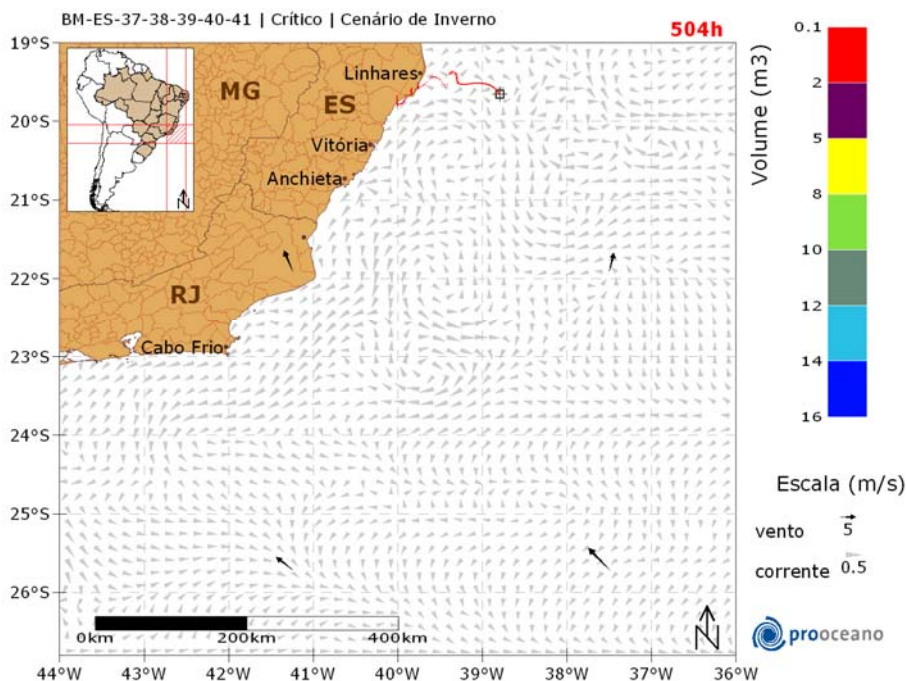 BM-ES-37-38-39-40-41 | Crítico | Cenário de Inverno
504h
19°S
20°S
21°S
22°S
23°S
24°S
25°S
26°S
MG
ES
RJ
Linhares
Vitória
Anchieta
Cabo Frio
N
0km
200km
400km
N
44°W
43°W
42°W
41°W
40°W
39°W
38°W
37°W
36°W
Volume (m3)
0.1
2
5
8
10
12
14
16
Escala (m/s)
vento 5
corrente 0.5
prooceano